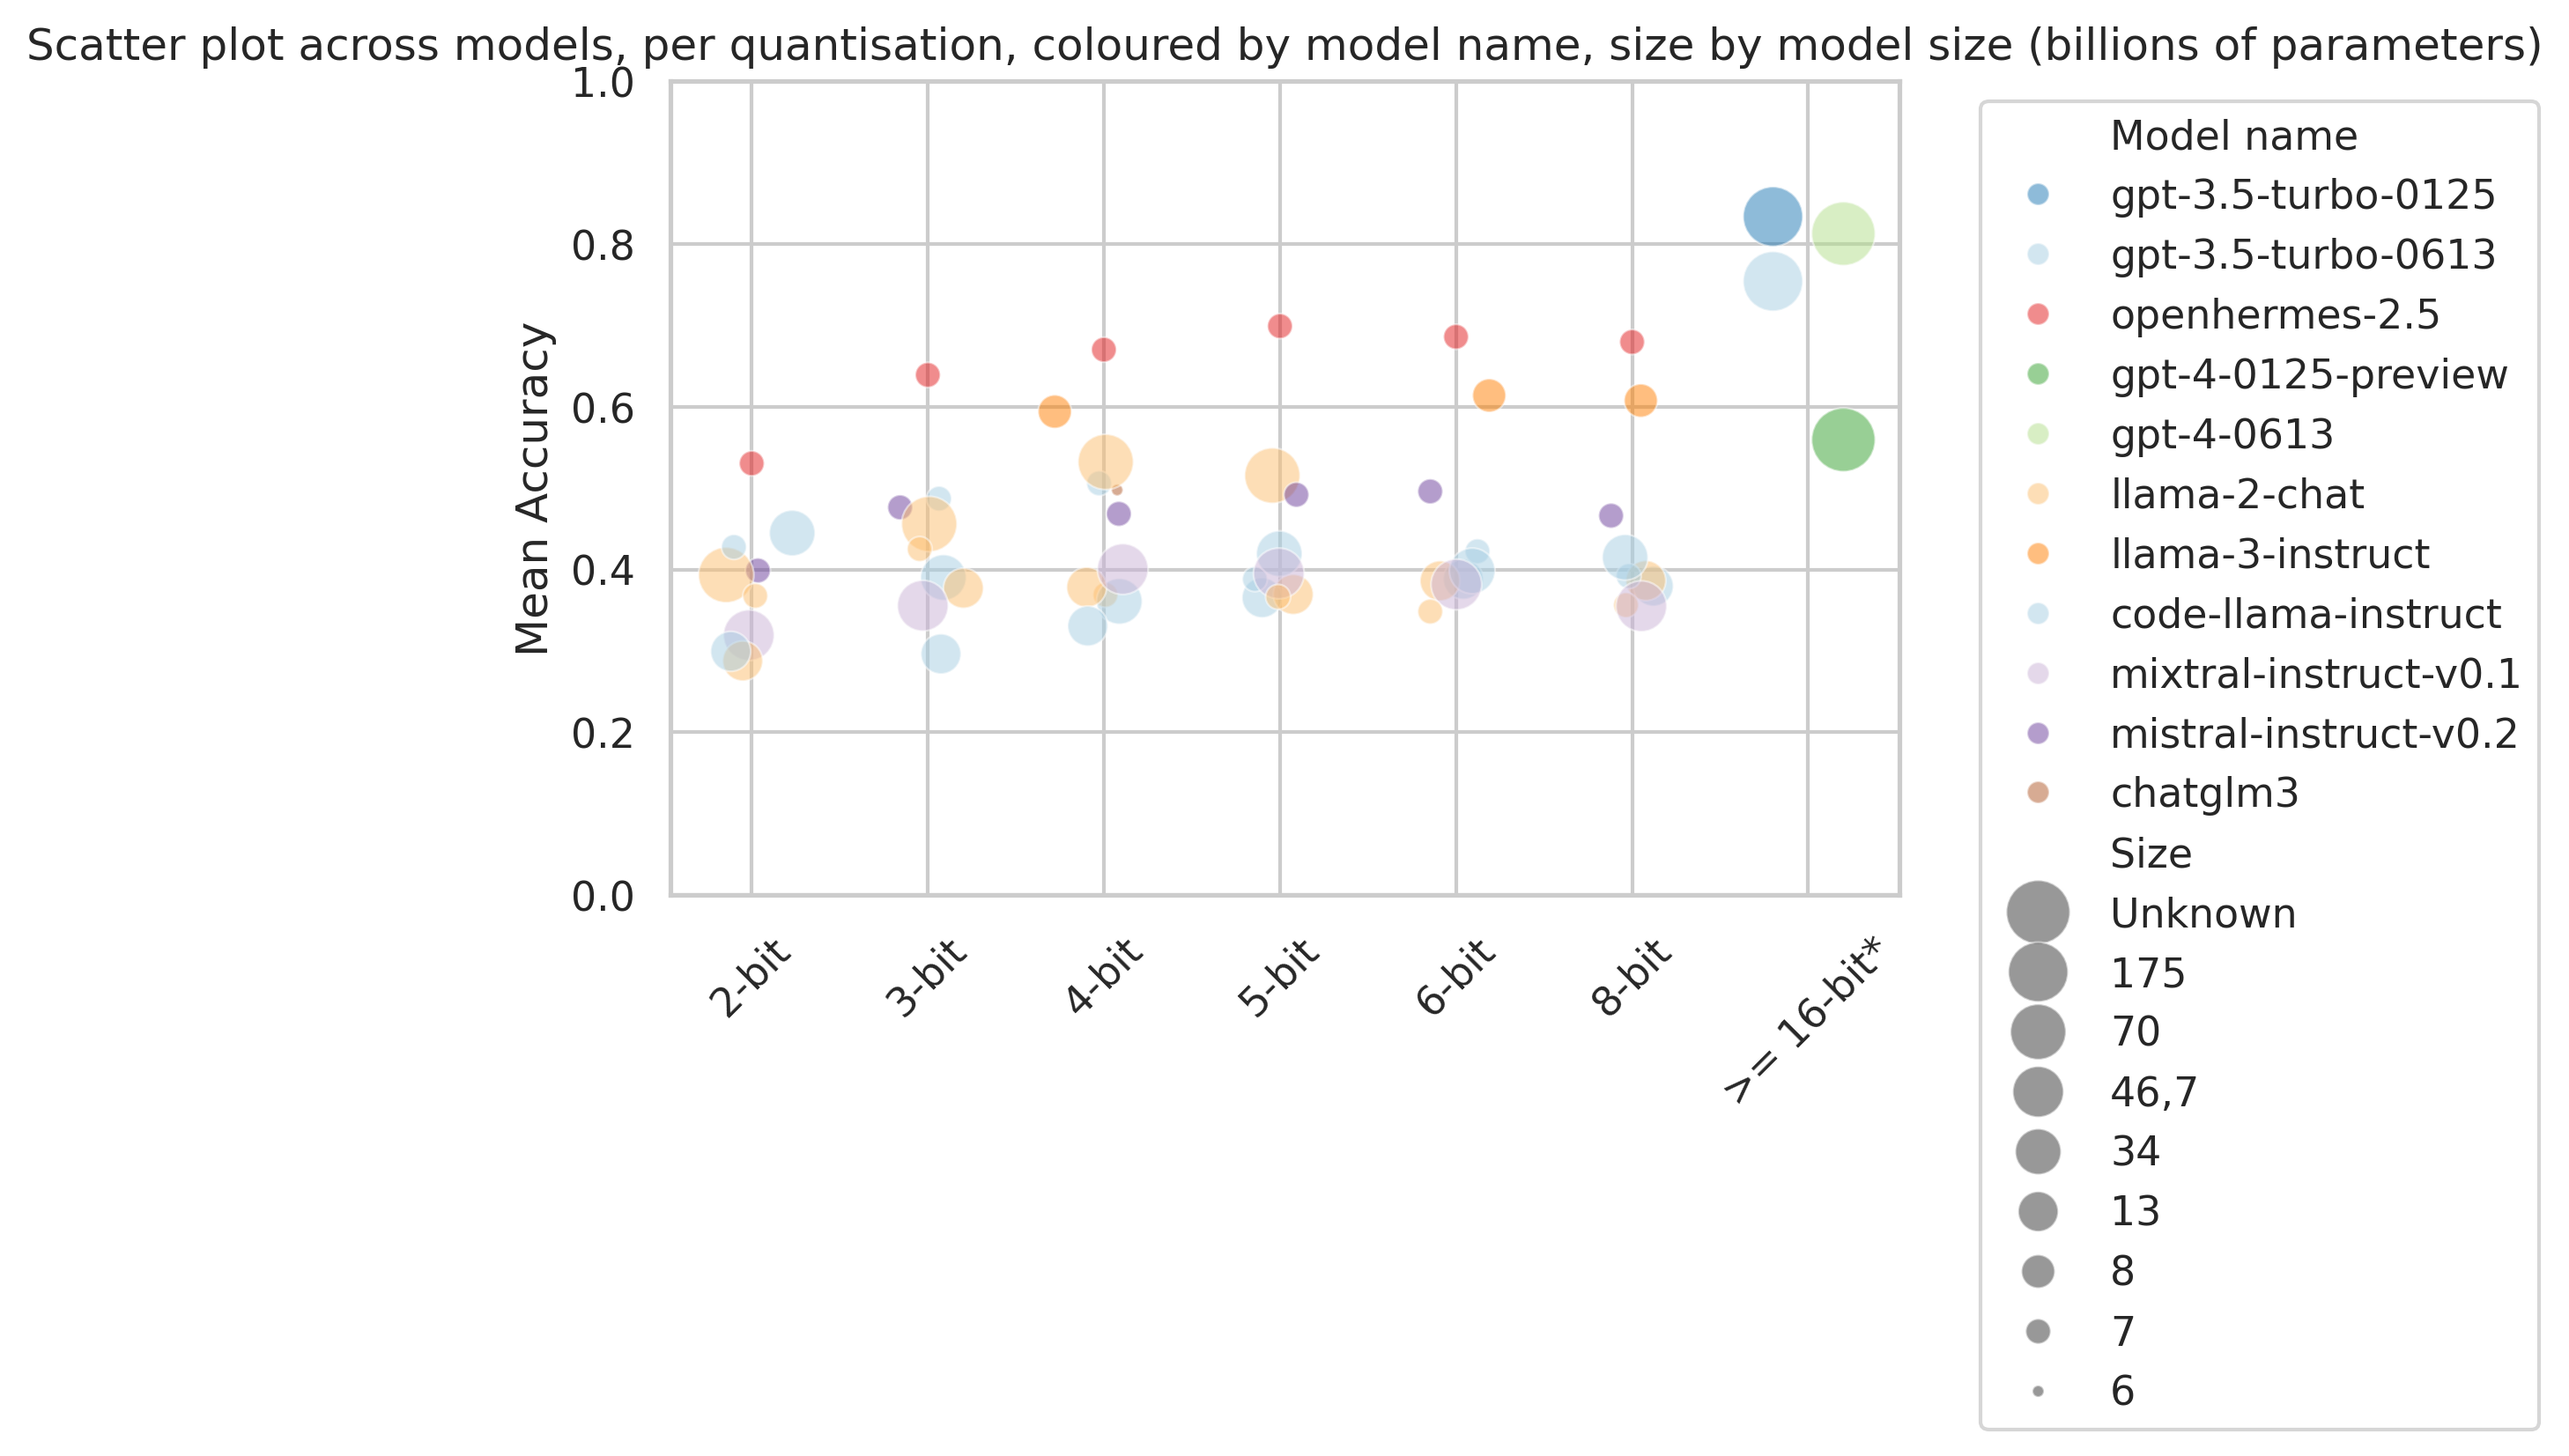 Scatter plot across models, per quantisation, coloured by model name, size by model size (billions of parameters)
Mean Accuracy
1.0
0.8
0.6
0.4
0.2
0.0
2-bit
3-bit
4-bit
5-bit
6-bit
8-bit
>= 16-bit*
Model name
gpt-3.5-turbo-0125
gpt-3.5-turbo-0613
openhermes-2.5
gpt-4-0125-preview
gpt-4-0613
llama-2-chat
llama-3-instruct
code-llama-instruct
mixtral-instruct-v0.1
mistral-instruct-v0.2
chatglm3
Size
Unknown
175
70
46,7
34
13
8
7
6